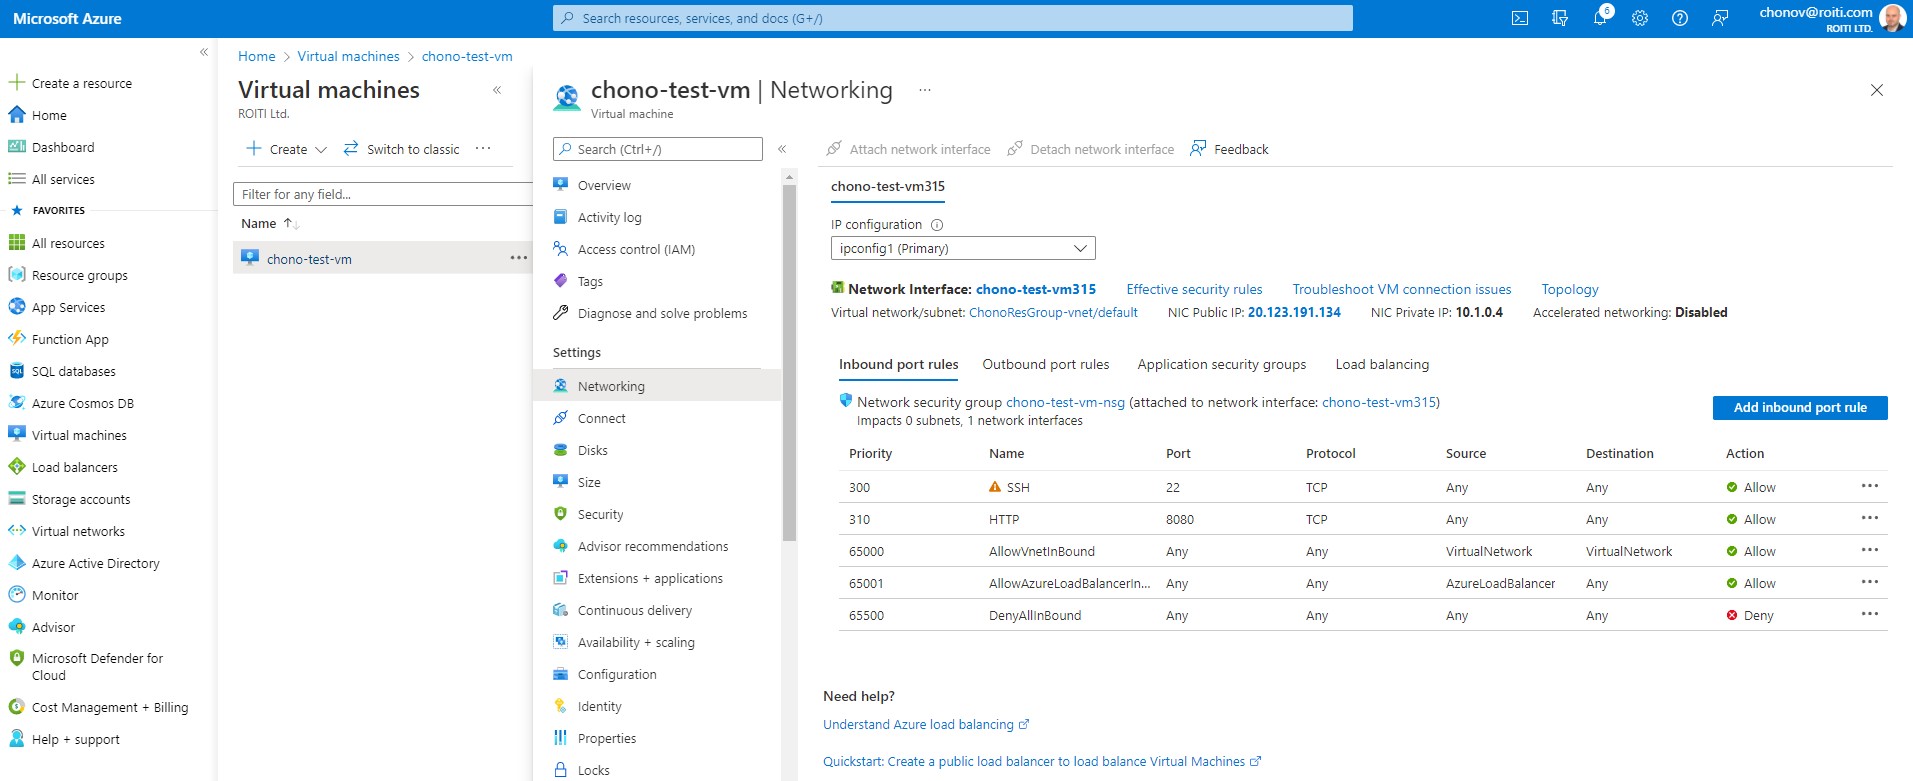 Microsoft Azure
Search resources, services, and docs (G+/)
6
chonov@roiti.com
ROITI LTD.
«
Create a resource
Home
Dashboard
All services
FAVORITES
All resources
Resource groups
App Services
Function App
SQL databases
Azure Cosmos DB
Virtual machines
Load balancers
Storage accounts
Virtual networks
Azure Active Directory
Monitor
Advisor
Microsoft Defender for
Cloud
Cost Management + Billing
Help + support
Home > Virtual machines > chono-test-vm
Virtual machines «
ROITI Ltd.
Create Switch to classic ...
Filter for any field...
Name ↑↓
chono-test-vm ...
chono-test-vm | Networking ...
Virtual machine
Search (Ctrl+/) «
Overview
Activity log
Access control (IAM)
Tags
Diagnose and solve problems
Settings
Networking
Connect
Disks
Size
Security
Advisor recommendations
Extensions + applications
Continuous delivery
Availability + scaling
Configuration
Identity
Properties
Locks
Attach network interface Detach network interface Feedback
chono-test-vm315
IP configuration
ipconfig1 (Primary)
Network Interface: chono-test-vm315 Effective security rules Troubleshoot VM connection issues Topology
Virtual network/subnet: ChonoResGroup-vnet/default NIC Public IP: 20.123.191.134 NIC Private IP: 10.1.0.4 Accelerated networking: Disabled
Inbound port rules Outbound port rules Application security groups Load balancing
Network security group chono-test-vm-nsg (attached to network interface: chono-test-vm315)
Impacts 0 subnets, 1 network interfaces
Add inbound port rule
Priority Name Port Protocol Source Destination Action
300 SSH 22 TCP Any Any Allow ...
310 HTTP 8080 TCP Any Any Allow ...
65000 AllowVnetInBound Any Any VirtualNetwork VirtualNetwork Allow ...
65001 AllowAzureLoadBalancerIn... Any Any AzureLoadBalancer Any Allow ...
65500 DenyAllInBound Any Any Any Any Deny ...
Need help?
Understand Azure load balancing
Quickstart: Create a public load balancer to load balance Virtual Machines